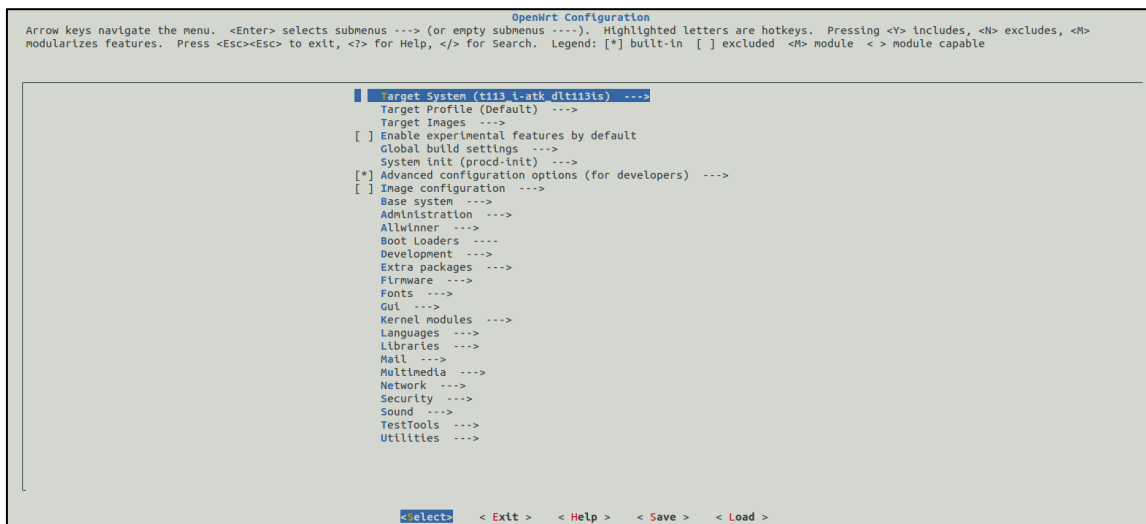 OpenWrt Configuration
Arrow keys navigate the menu. <Enter> selects submenus ---> (or empty submenus ----). Highlighted letters are hotkeys. Pressing <Y> includes, <N> excludes, <M>
modularizes features. Press <Esc><Esc> to exit, <?> for Help, </> for Search. Legend: [*] built-in [ ] excluded <M> module < > module capable
Target System (t113_i-atk_dlt113is) --->
Target Profile (Default) --->
Target Images --->
[ ] Enable experimental features by default
Global build settings --->
System init (procd-init) --->
[*] Advanced configuration options (for developers) --->
[ ] Image configuration --->
Base system --->
Administration --->
Allwinner --->
Boot Loaders ----
Development --->
Extra packages --->
Firmware --->
Fonts --->
Gui --->
Kernel modules --->
Languages --->
Libraries --->
Mail --->
Multimedia --->
Network --->
Security --->
Sound --->
TestTools --->
Utilities --->
<Select> < Exit > < Help > < Save > < Load >